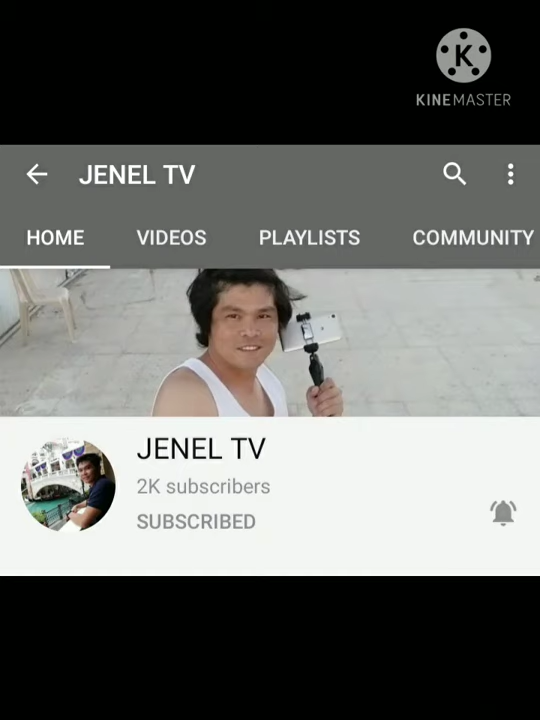 KINEMASTER
JENEL TV
HOME VIDEOS PLAYLISTS COMMUNITY
JENEL TV
2K subscribers
SUBSCRIBED